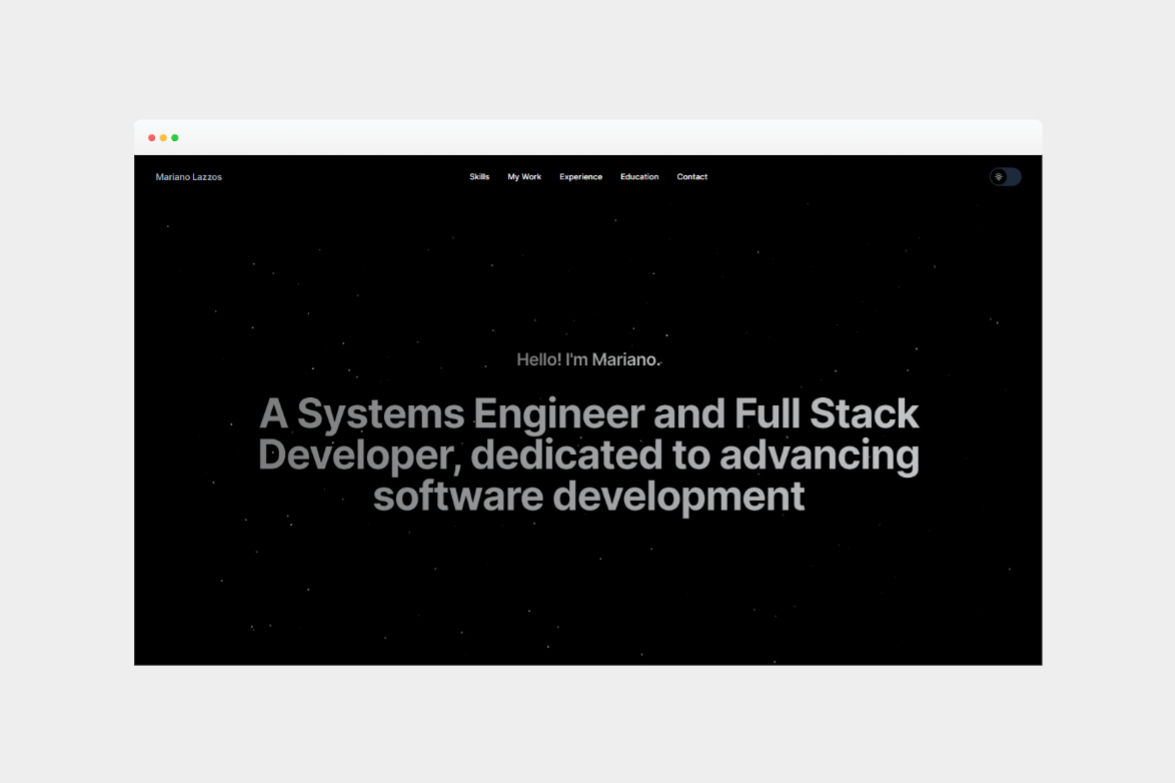 Mariano Lazzos
Skills
My Work
Experience
Education
Contact
Hello! I'm Mariano.
A Systems Engineer and Full Stack
Developer, dedicated to advancing
software development